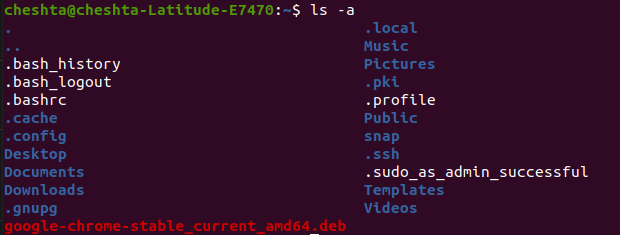 cheshta@cheshta-Latitude-E7470:~$ ls -a
. .local
.. Music
.bash_history Pictures
.bash_logout .pki
.bashrc .profile
.cache Public
.config snap
Desktop .ssh
Documents .sudo_as_admin_successful
Downloads Templates
.gnupg Videos
google-chrome-stable_current_amd64.deb